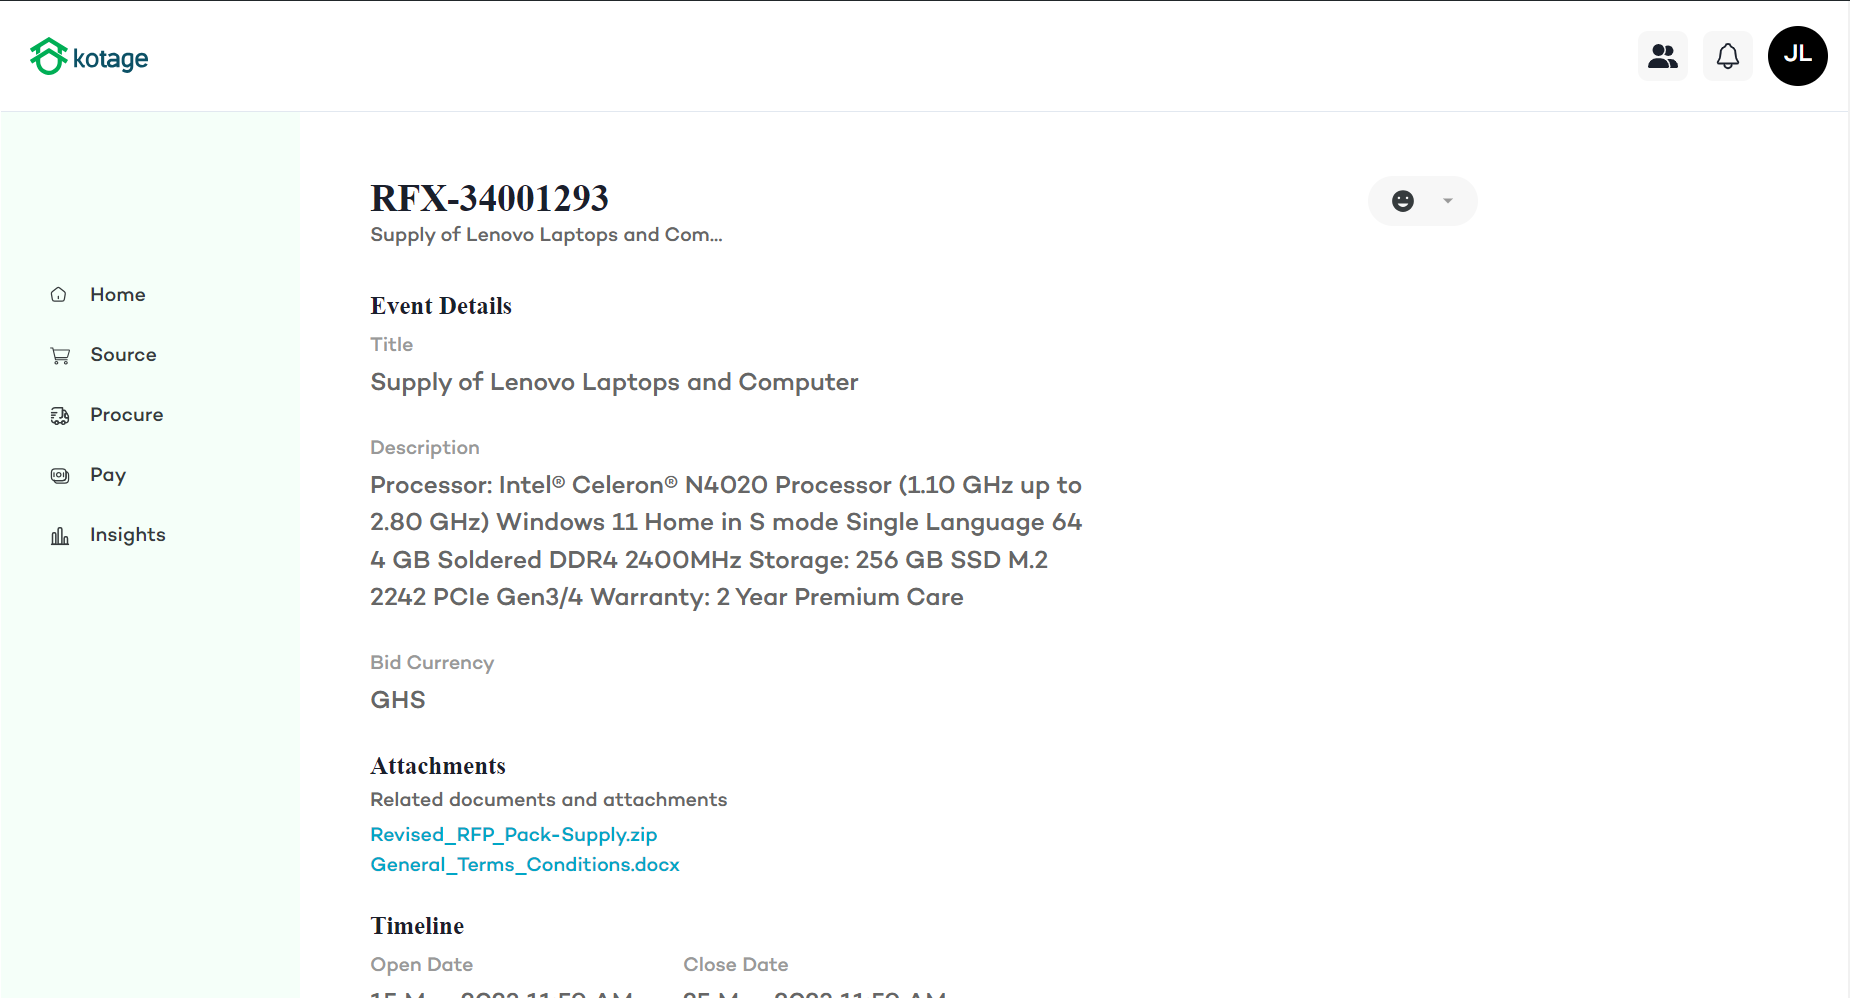 kotage
JL
RFX-34001293
Supply of Lenovo Laptops and Com...
Home
Source
Procure
Pay
Insights
Event Details
Title
Supply of Lenovo Laptops and Computer
Description
Processor: Intel® Celeron® N4020 Processor (1.10 GHz up to
2.80 GHz) Windows 11 Home in S mode Single Language 64
4 GB Soldered DDR4 2400MHz Storage: 256 GB SSD M.2
2242 PCIe Gen3/4 Warranty: 2 Year Premium Care
Bid Currency
GHS
Attachments
Related documents and attachments
Revised_RFP_Pack-Supply.zip
General_Terms_Conditions.docx
Timeline
Open Date
Close Date